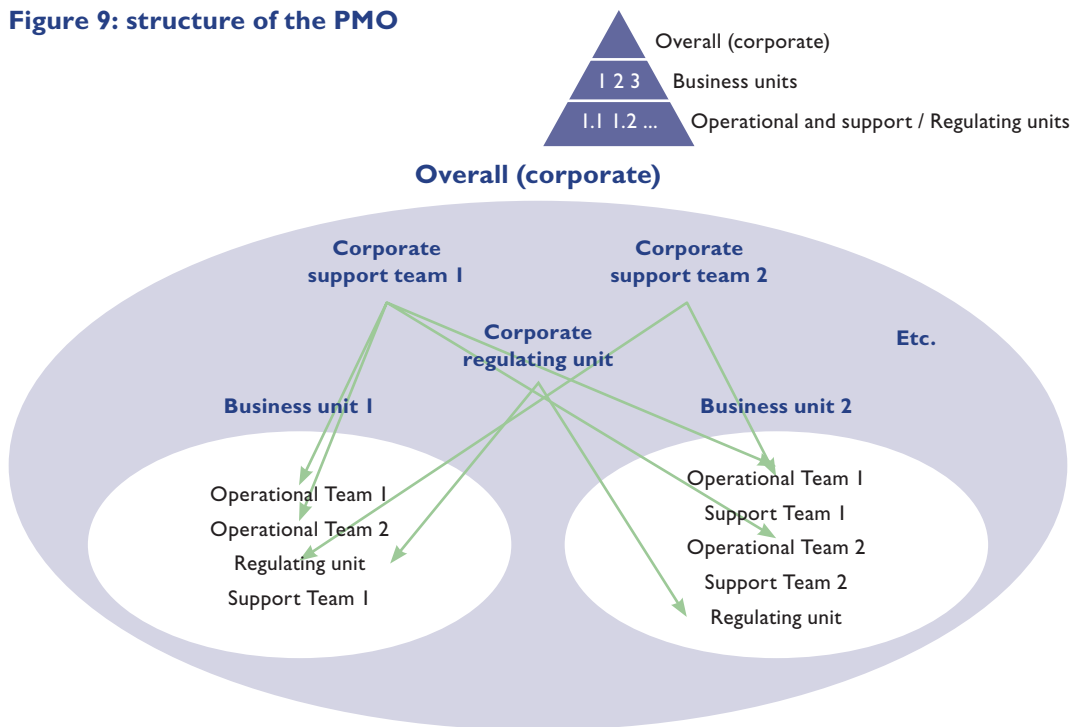 Figure 9: structure of the PMO
Overall (corporate)
1 2 3
Business units
1.1 1.2 ...
Operational and support / Regulating units
Overall (corporate)
Corporate
support team 1
Corporate
support team 2
Corporate
regulating unit
Etc.
Business unit 1
Business unit 2
Operational Team 1
Operational Team 2
Regulating unit
Support Team 1
Operational Team 1
Support Team 1
Operational Team 2
Support Team 2
Regulating unit